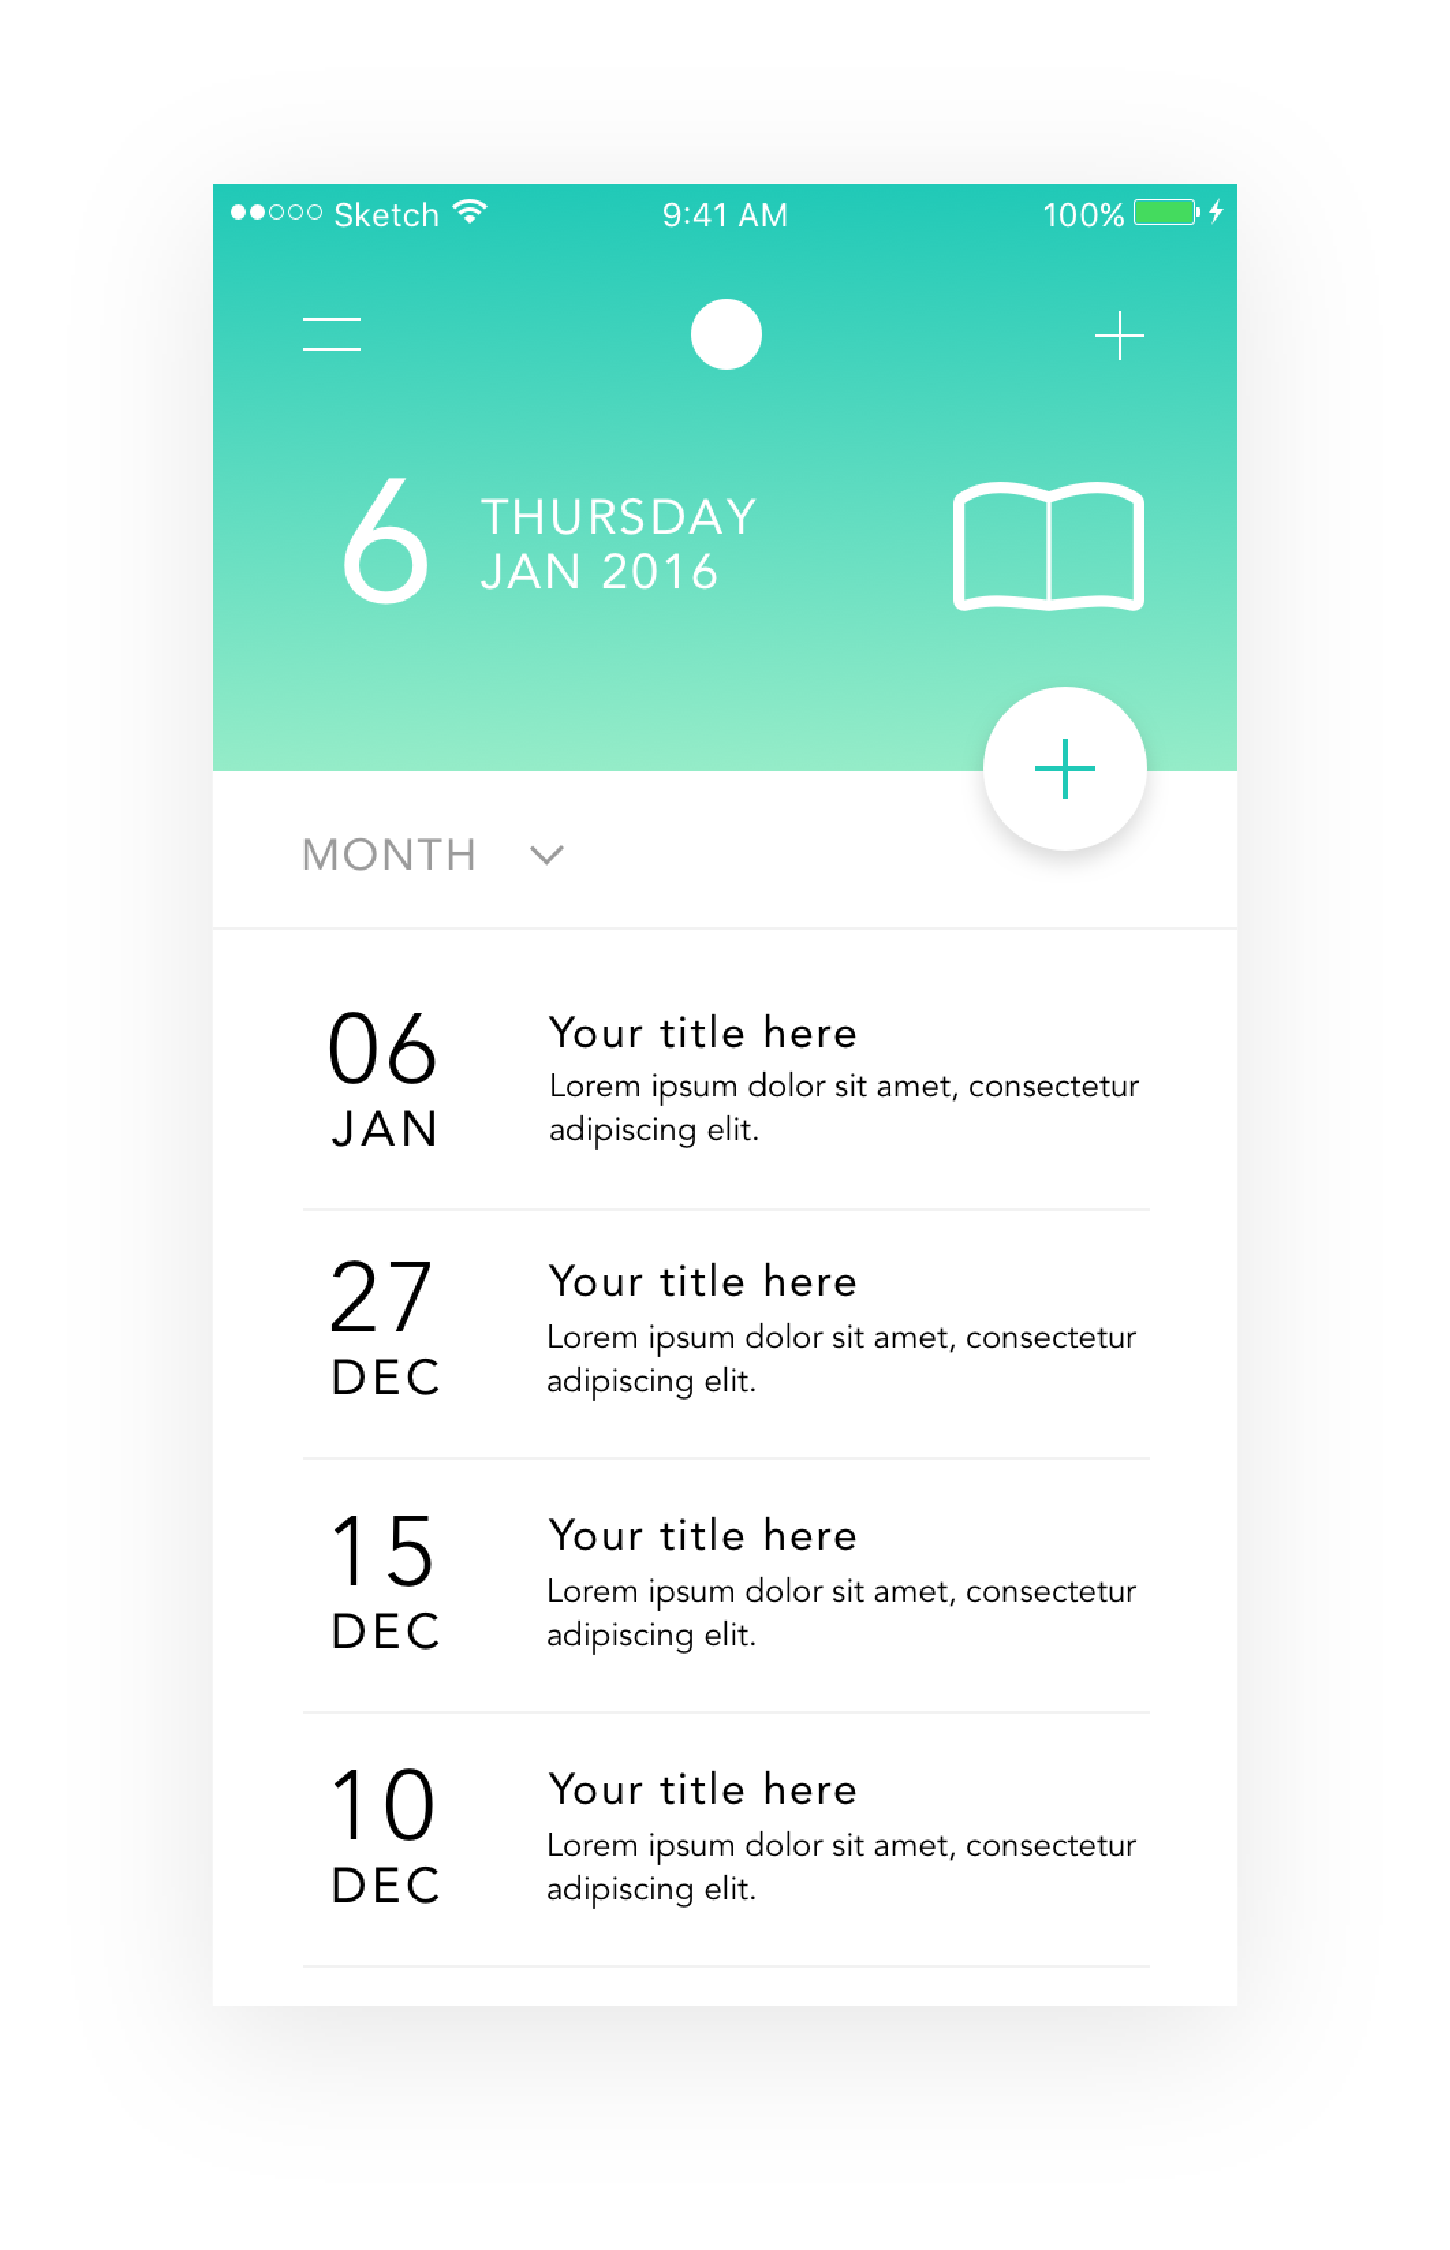 Sketch 9:41 AM 100%
6
THURSDAY
JAN 2016
MONTH
06
JAN
Your title here
Lorem ipsum dolor sit amet, consectetur
adipiscing elit.
27
DEC
Your title here
Lorem ipsum dolor sit amet, consectetur
adipiscing elit.
15
DEC
Your title here
Lorem ipsum dolor sit amet, consectetur
adipiscing elit.
10
DEC
Your title here
Lorem ipsum dolor sit amet, consectetur
adipiscing elit.